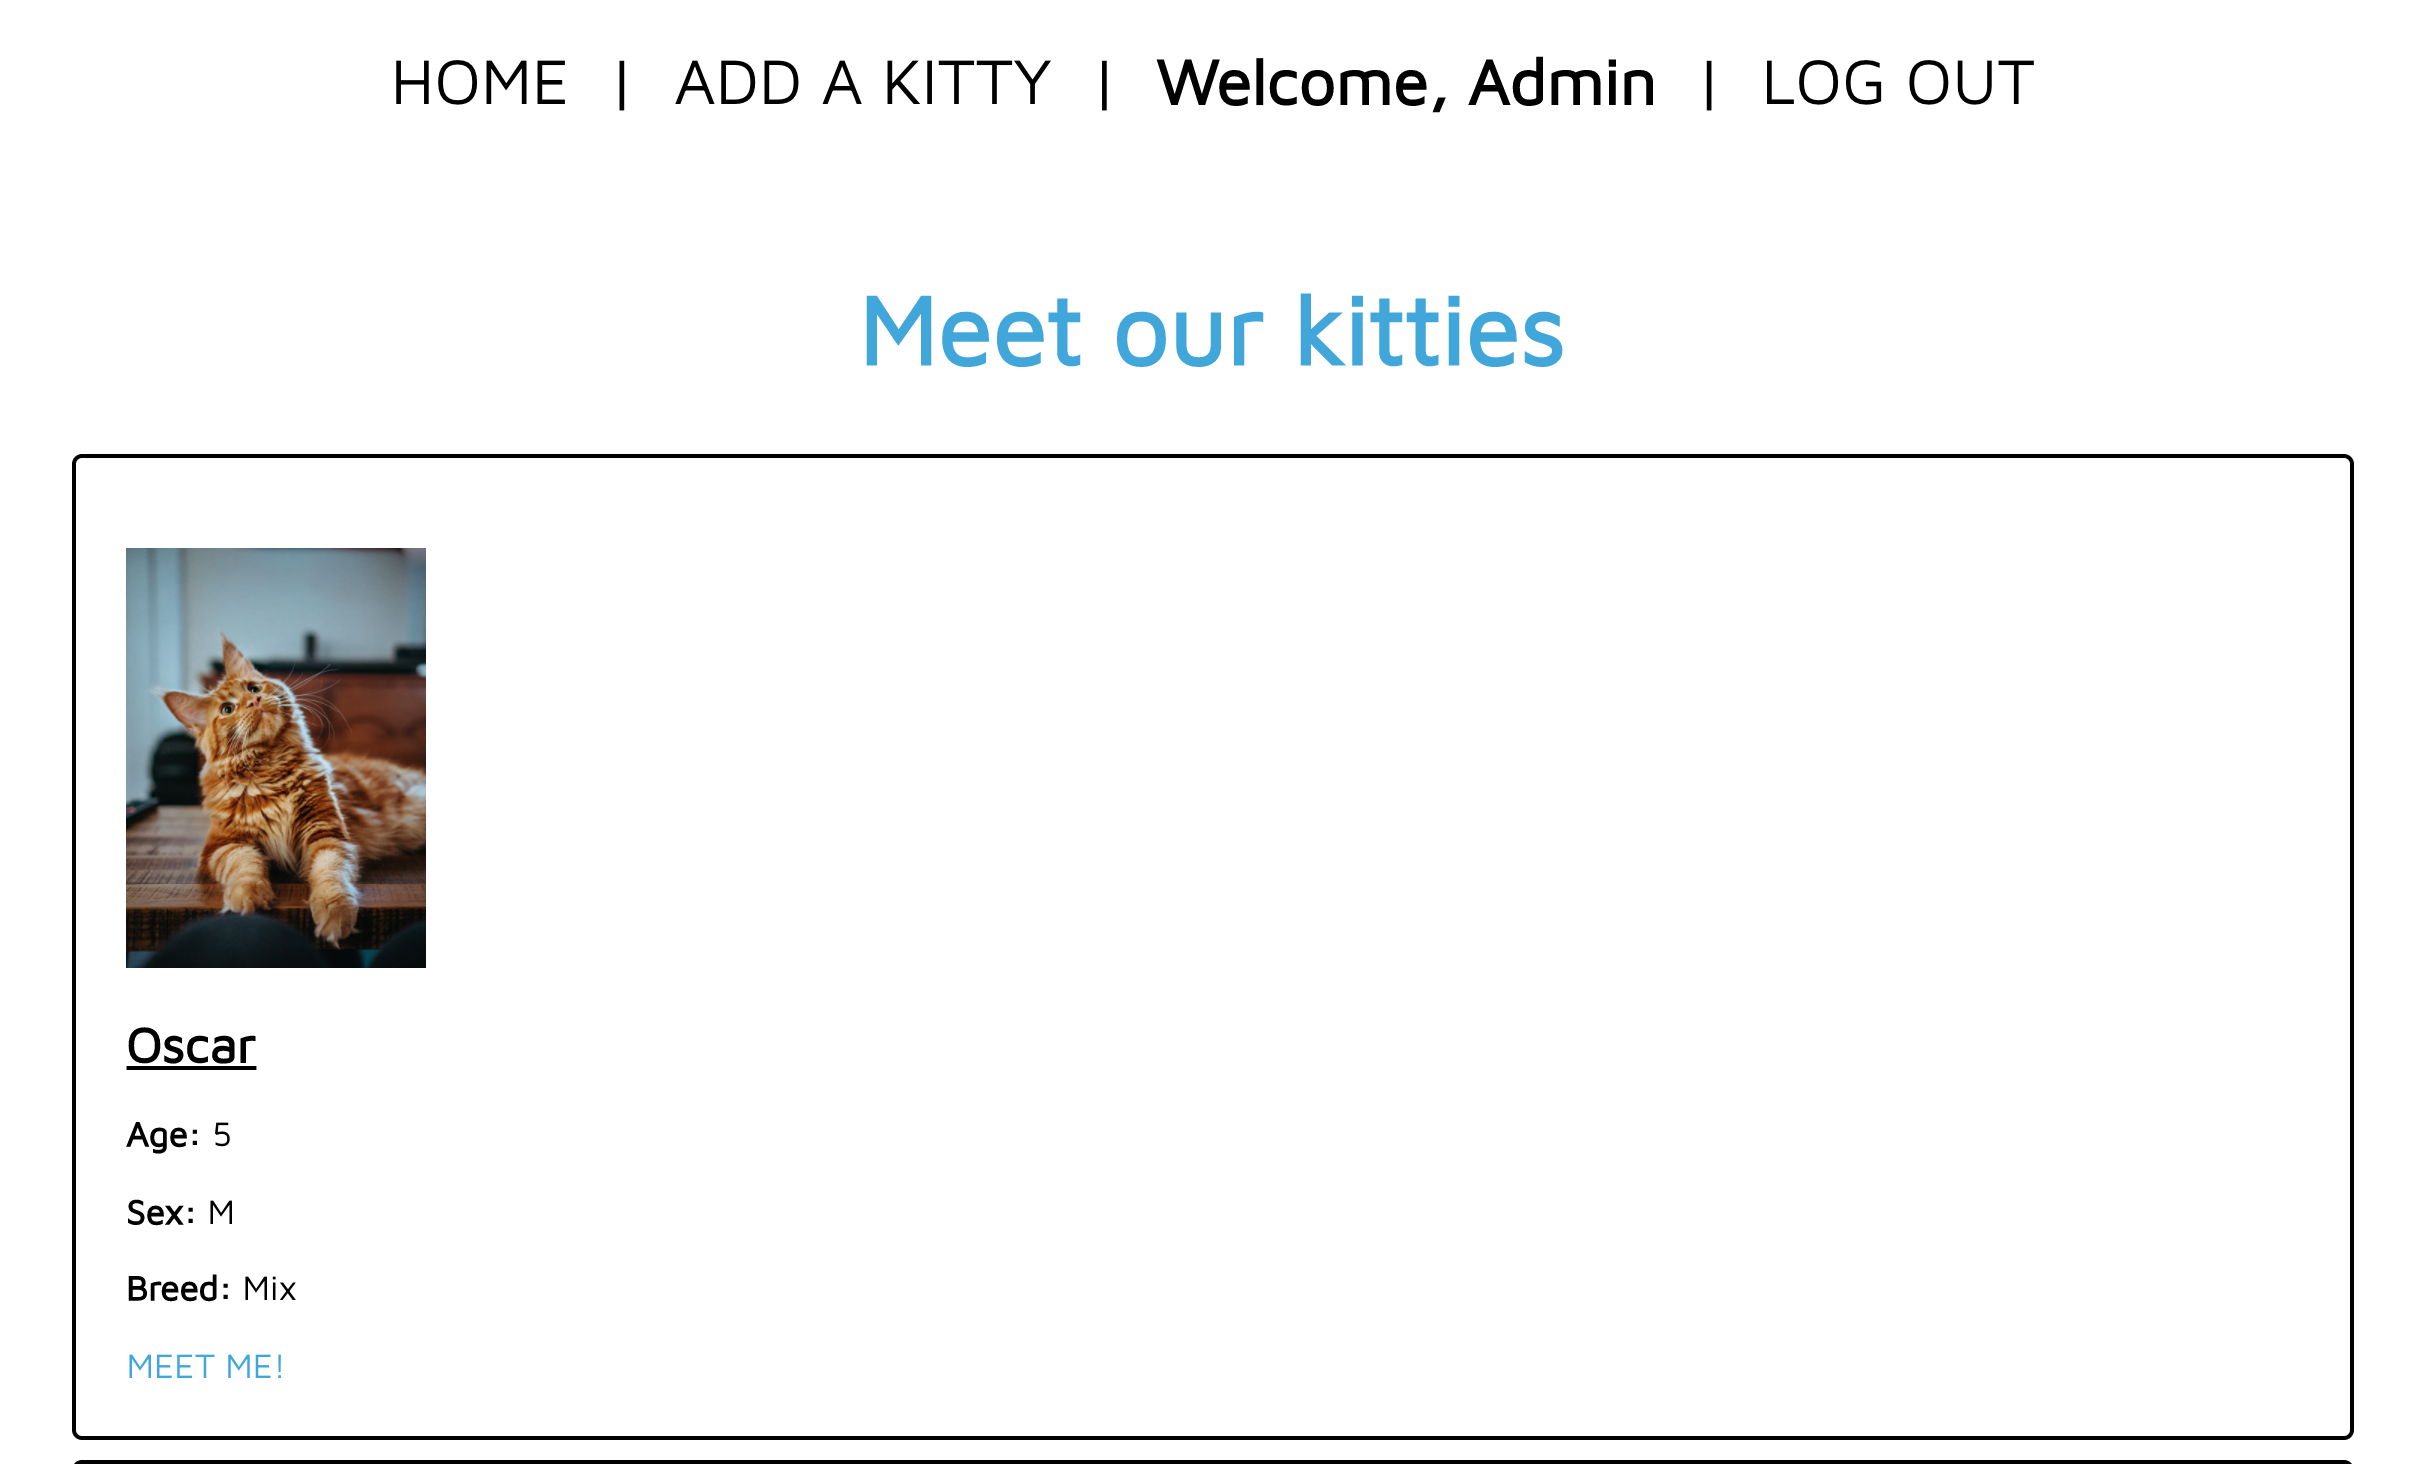 HOME | ADD A KITTY | Welcome, Admin | LOG OUT
Meet our kitties
Oscar
Age: 5
Sex: M
Breed: Mix
MEET ME!